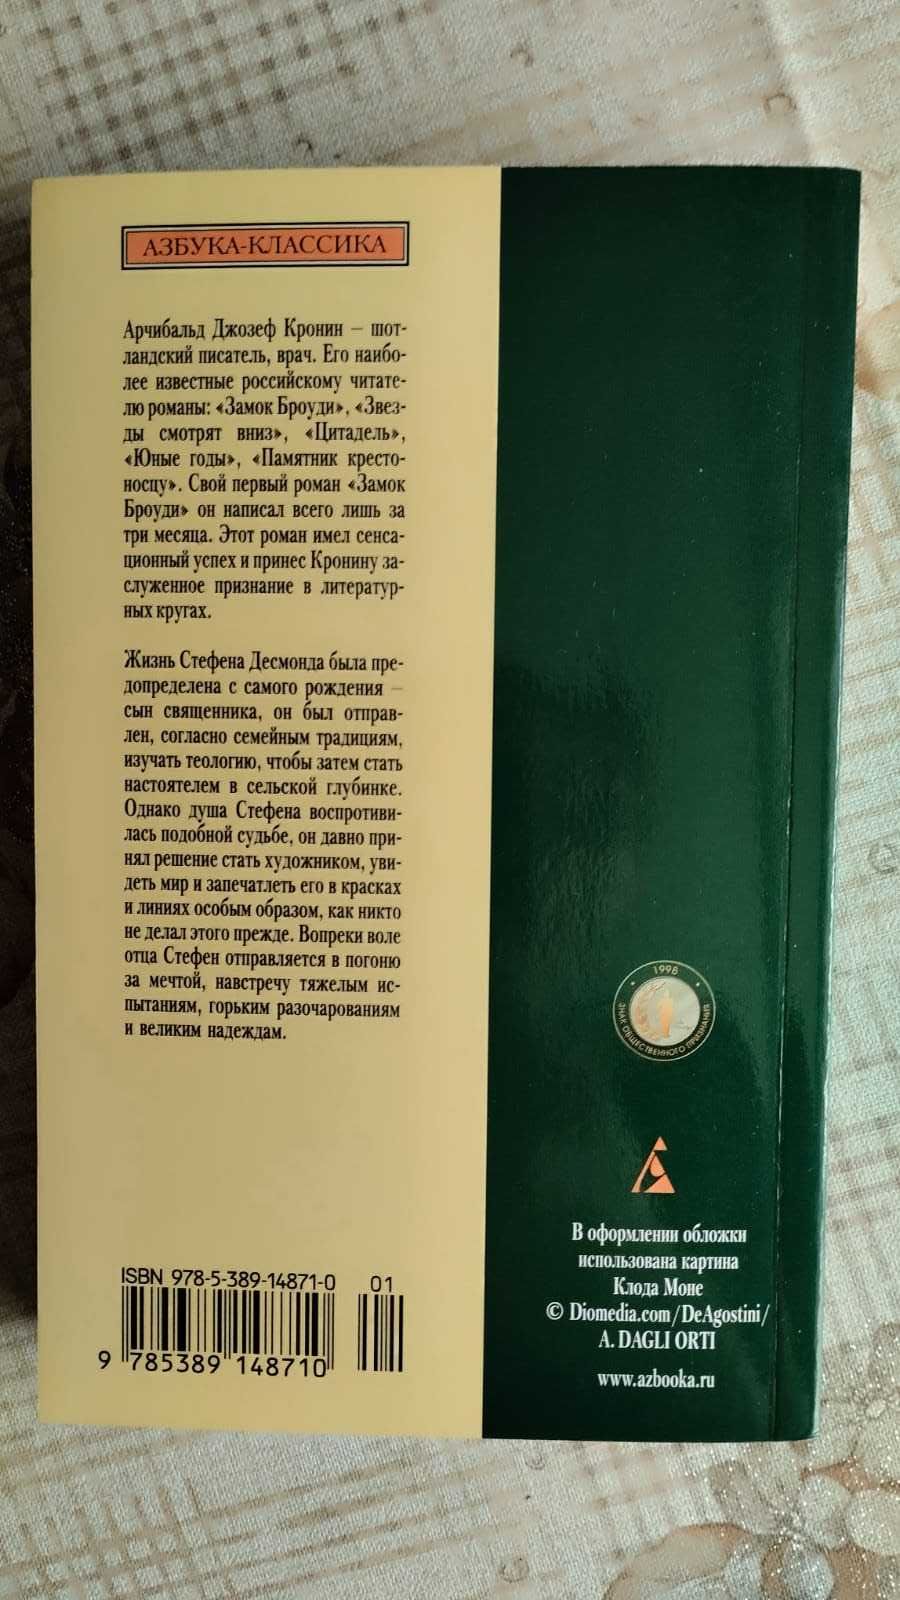 АЗБУКА-КЛАССИКА
Арчибальд Джозеф Кронин – шот-
ландский писатель, врач. Его наибо-
лее известные российскому читате-
лю романы: «Замок Броуди», «Звез-
ды смотрят вниз», «Цитадель»,
«Юные годы», «Памятник кресто-
носцу». Свой первый роман «Замок
Броуди» он написал всего лишь за
три месяца. Этот роман имел сенса-
ционный успех и принес Кронину за-
служенное признание в литератур-
ных кругах.
Жизнь Стефена Десмонда была пре-
допределена с самого рождения –
сын священника, он был отправ-
лен, согласно семейным традициям,
изучать теологию, чтобы затем стать
настоятелем в сельской глубинке.
Однако душа Стефена воспротиви-
лась подобной судьбе, он давно при-
нял решение стать художником, уви-
деть мир и запечатлеть его в красках
и линиях особым образом, как никто
не делал этого прежде. Вопреки воле
отца Стефен отправляется в погоню
за мечтой, навстречу тяжелым ис-
пытаниям, горьким разочарованиям
и великим надеждам.
ISBN 978-5-389-14871-0 01
9 785389 148710
1998
ЗНАК ОБЩЕСТВЕННОГО ПРИЗНАНИЯ
В оформлении обложки
использована картина
Клода Моне
© Diomedia.com/DeAgostini/
A. DAGLI ORTI
www.azbooka.ru